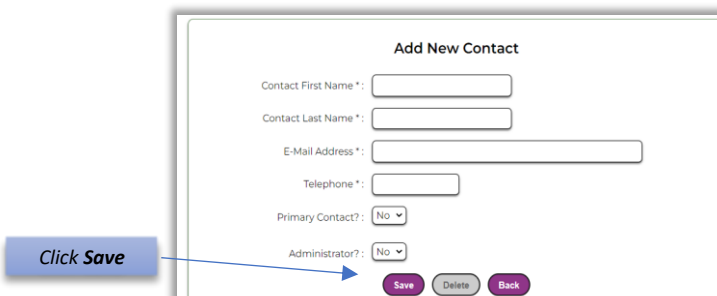 Add New Contact
Contact First Name * :
Contact Last Name * :
E-Mail Address * :
Telephone * :
Primary Contact? : No
Administrator? : No
Click Save
Save Delete Back